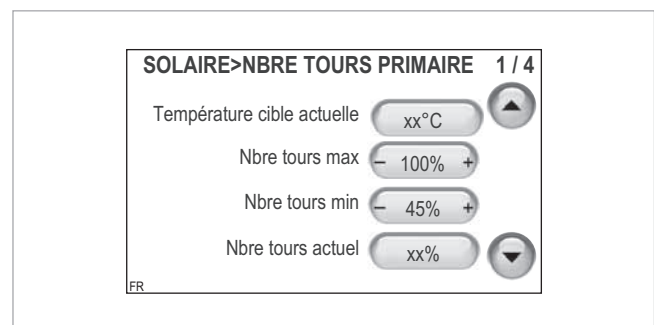 SOLAIRE>NBRE TOURS PRIMAIRE 1 / 4
Température cible actuelle xx°C
Nbre tours max - 100% +
Nbre tours min - 45% +
Nbre tours actuel xx%
FR